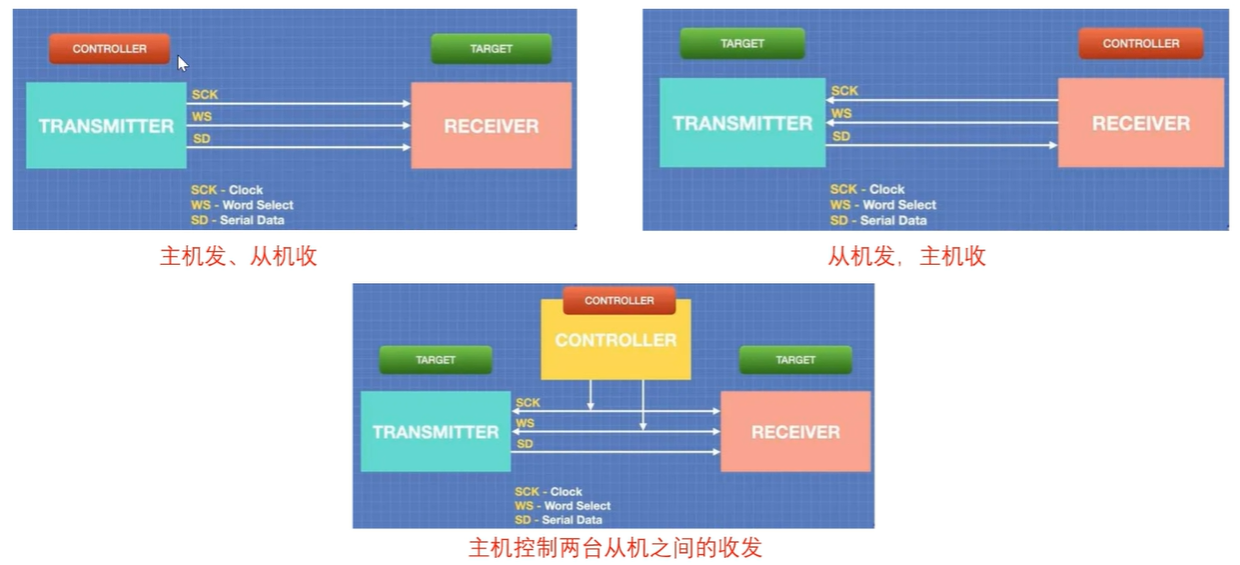 CONTROLLER
TARGET
TRANSMITTER
SCK
WS
SD
RECEIVER
SCK - Clock
WS - Word Select
SD - Serial Data
主机发、从机收
TARGET
CONTROLLER
TRANSMITTER
SCK
WS
SD
RECEIVER
SCK - Clock
WS - Word Select
SD - Serial Data
从机发，主机收
CONTROLLER
CONTROLLER
TARGET
TARGET
TRANSMITTER
SCK
WS
SD
RECEIVER
SCK - Clock
WS - Word Select
SD - Serial Data
主机控制两台从机之间的收发